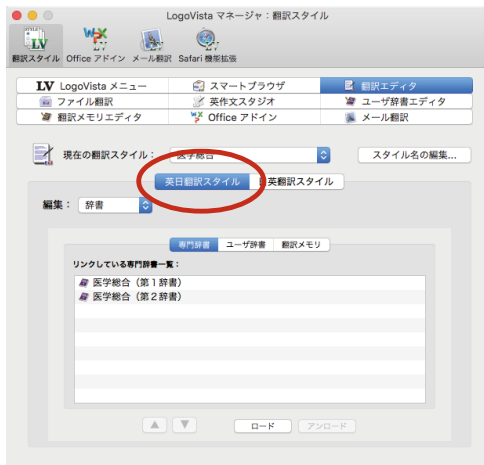 LogoVista マネージャ：翻訳スタイル
翻訳スタイル Office アドイン メール翻訳 Safari 機能拡張
LV LogoVista メニュー スマートブラウザ 翻訳エディタ
ファイル翻訳 英作文スタジオ ユーザ辞書エディタ
翻訳メモリエディタ Office アドイン メール翻訳
現在の翻訳スタイル： 医学総合 スタイル名の編集...
英日翻訳スタイル 英翻訳スタイル
編集： 辞書
専門辞書 ユーザ辞書 翻訳メモリ
リンクしている専門辞書一覧：
医学総合（第１辞書）
医学総合（第２辞書）
ロード アンロード